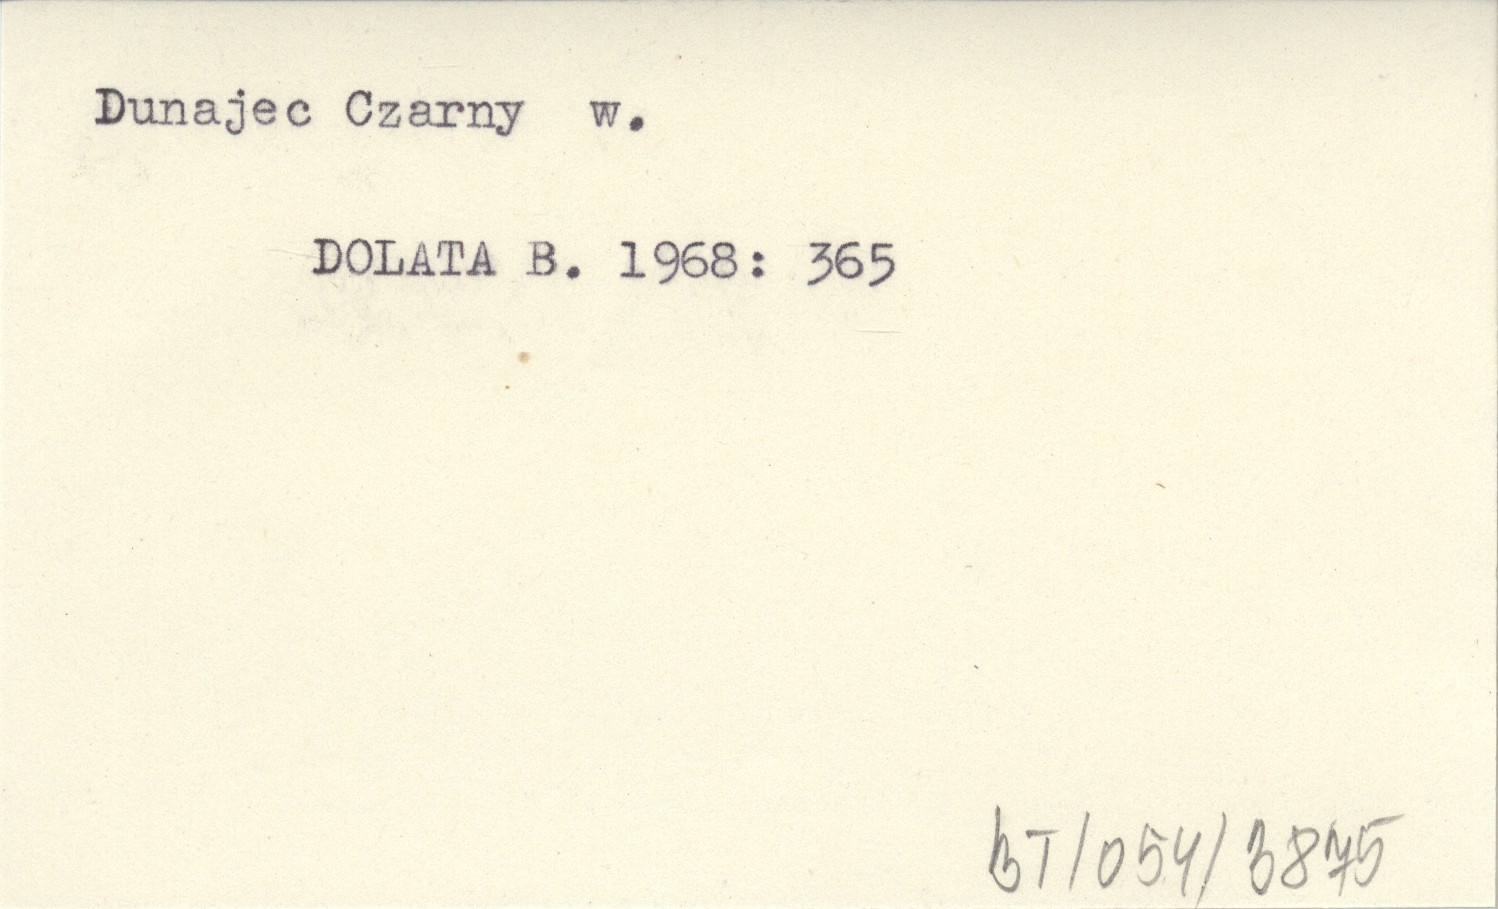 Dunajec Czarny w.
DOLATA B. 1968: 365
BT/054/3875